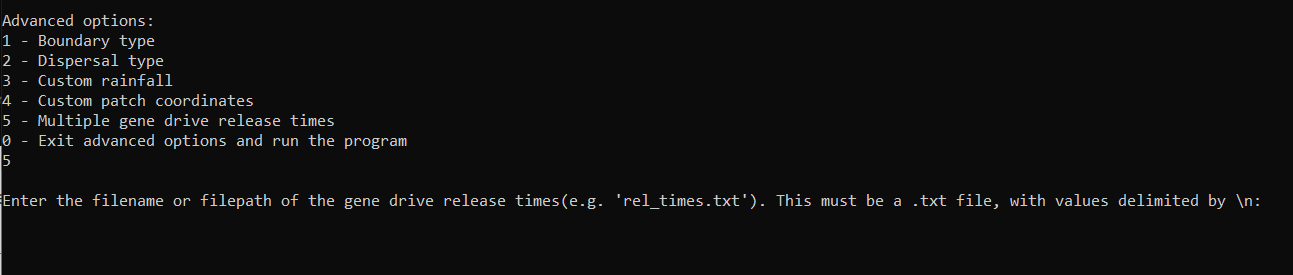 Advanced options:
1 - Boundary type
2 - Dispersal type
3 - Custom rainfall
4 - Custom patch coordinates
5 - Multiple gene drive release times
0 - Exit advanced options and run the program
5
Enter the filename or filepath of the gene drive release times(e.g. 'rel_times.txt'). This must be a .txt file, with values delimited by \n: